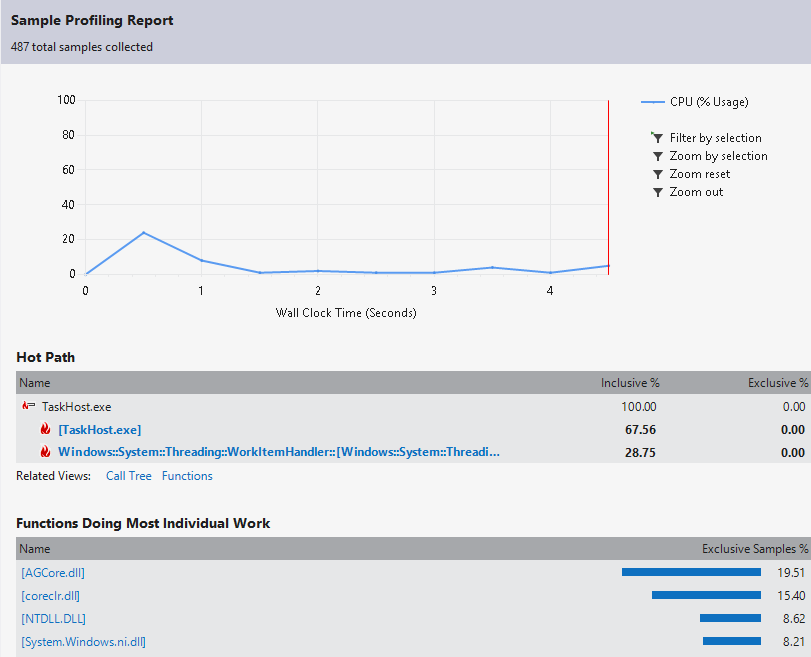 Sample Profiling Report
487 total samples collected
100
80
60
40
20
0
0 1 2 3 4
Wall Clock Time (Seconds)
CPU (% Usage)
Filter by selection
Zoom by selection
Zoom reset
Zoom out
Hot Path
Name Inclusive % Exclusive %
TaskHost.exe 100.00 0.00
[TaskHost.exe] 67.56 0.00
Windows::System::Threading::WorkItemHandler::[Windows::System::Threadi... 28.75 0.00
Related Views: Call Tree Functions
Functions Doing Most Individual Work
Name Exclusive Samples %
[AGCore.dll] 19.51
[coreclr.dll] 15.40
[NTDLL.DLL] 8.62
[System.Windows.ni.dll] 8.21